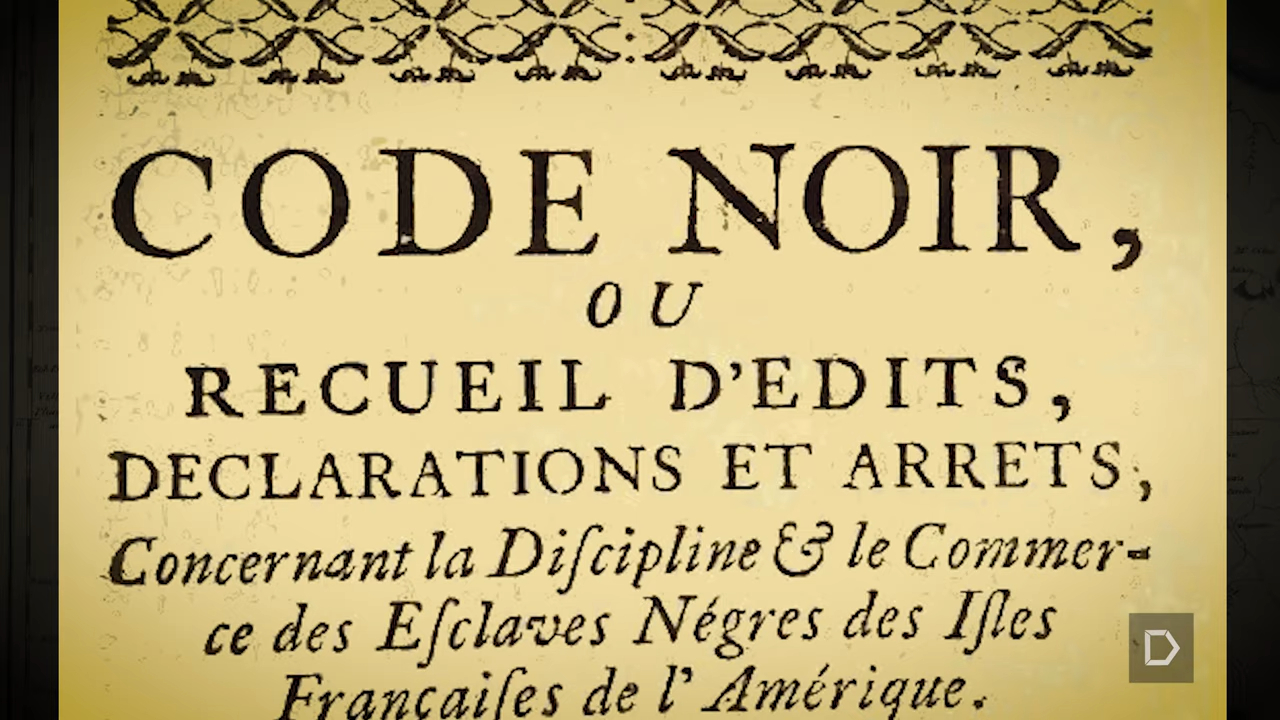 CODE NOIR,
OU
RECUEIL D'EDITS,
DECLARATIONS ET ARRETS,
Concernant la Diſcipline & le Commer-
ce des Eſclaves Négres des Iſles
Françaiſes de l' Amérique.